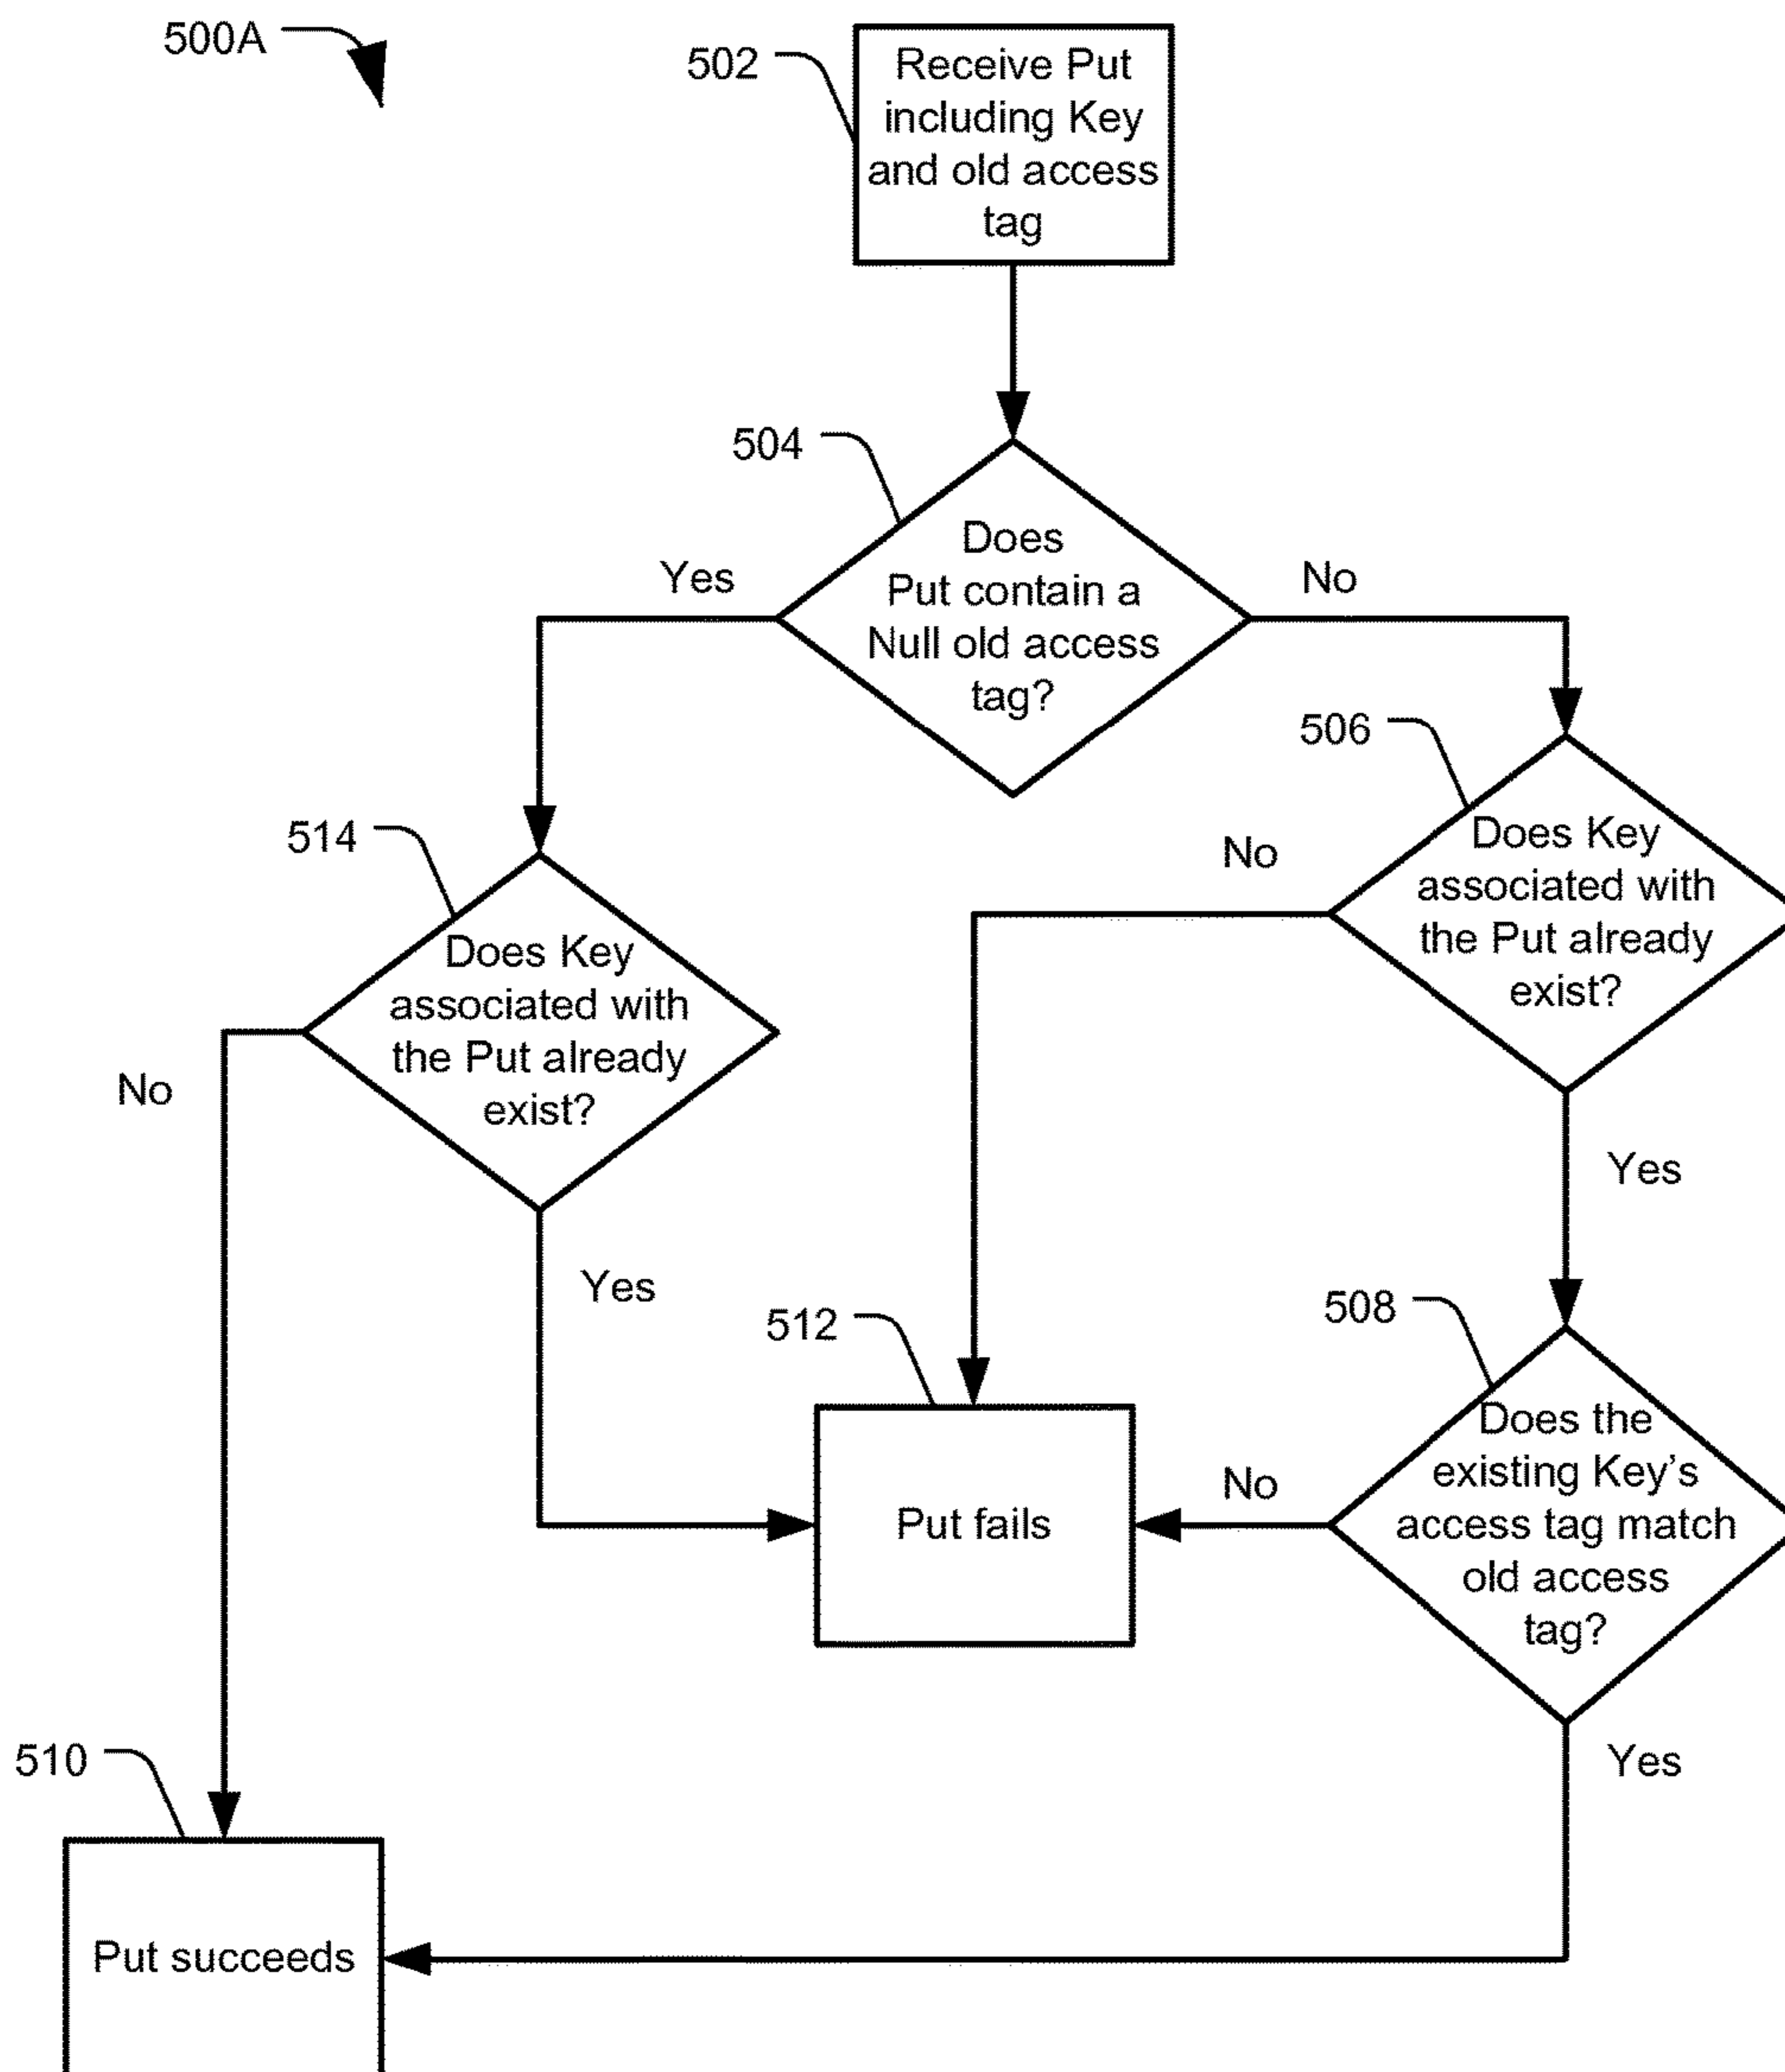 500A
502
Receive Put
including Key
and old access
tag
504
Does
Put contain a
Null old access
tag?
Yes
No
506
Does Key
associated with
the Put already
exist?
No
Yes
514
Does Key
associated with
the Put already
exist?
No
Yes
512
Put fails
508
Does the
existing Key's
access tag match
old access
tag?
No
Yes
510
Put succeeds